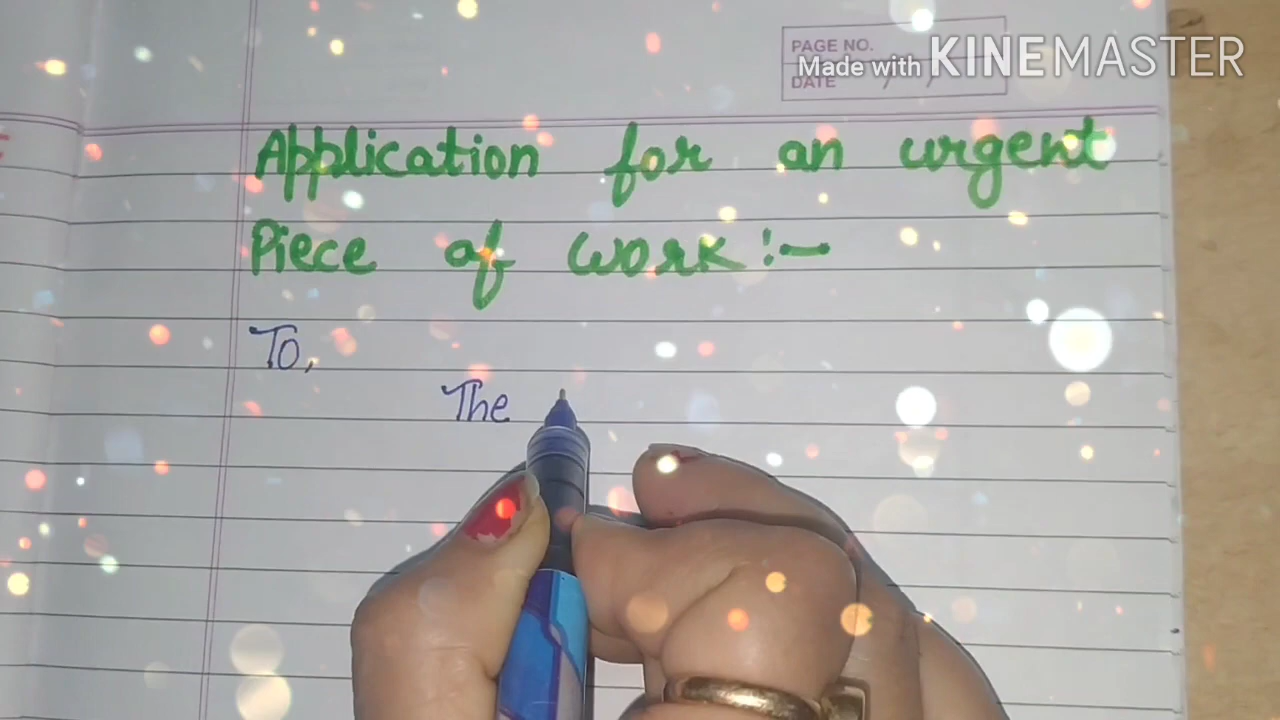 PAGE NO.
Made with KINEMASTER
DATE / /
Application for an urgent
Piece of work :-
To,
The